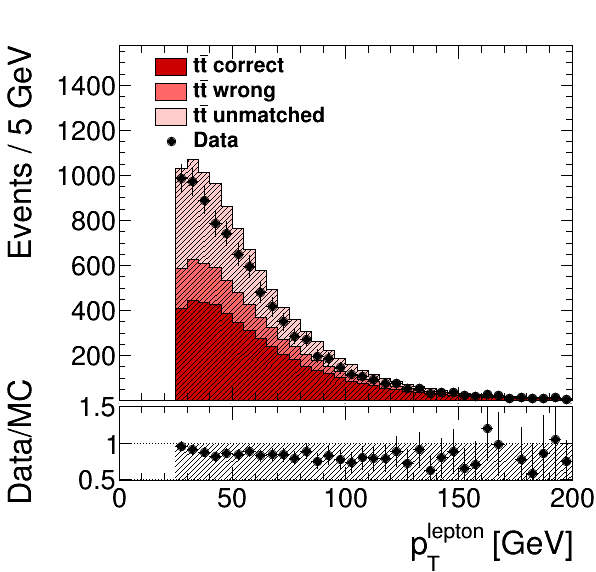 Events / 5 GeV
1400
1200
1000
800
600
400
200
tt̄ correct
tt̄ wrong
tt̄ unmatched
Data
Data/MC
1.5
1
0.5
0 50 100 150 200
p_T^lepton [GeV]